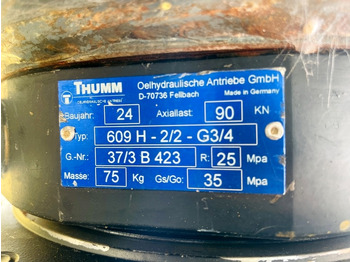 THUMM Oelhydraulische Antriebe GmbH
D-70736 Fellbach Made in Germany
Baujahr: 24 Axiallast: 90 KN
Typ: 609 H - 2/2 - G3/4
G.-Nr.: 37/3 B 423 R: 25 Mpa
Masse: 75 Kg Gs/Go: 35 Mpa